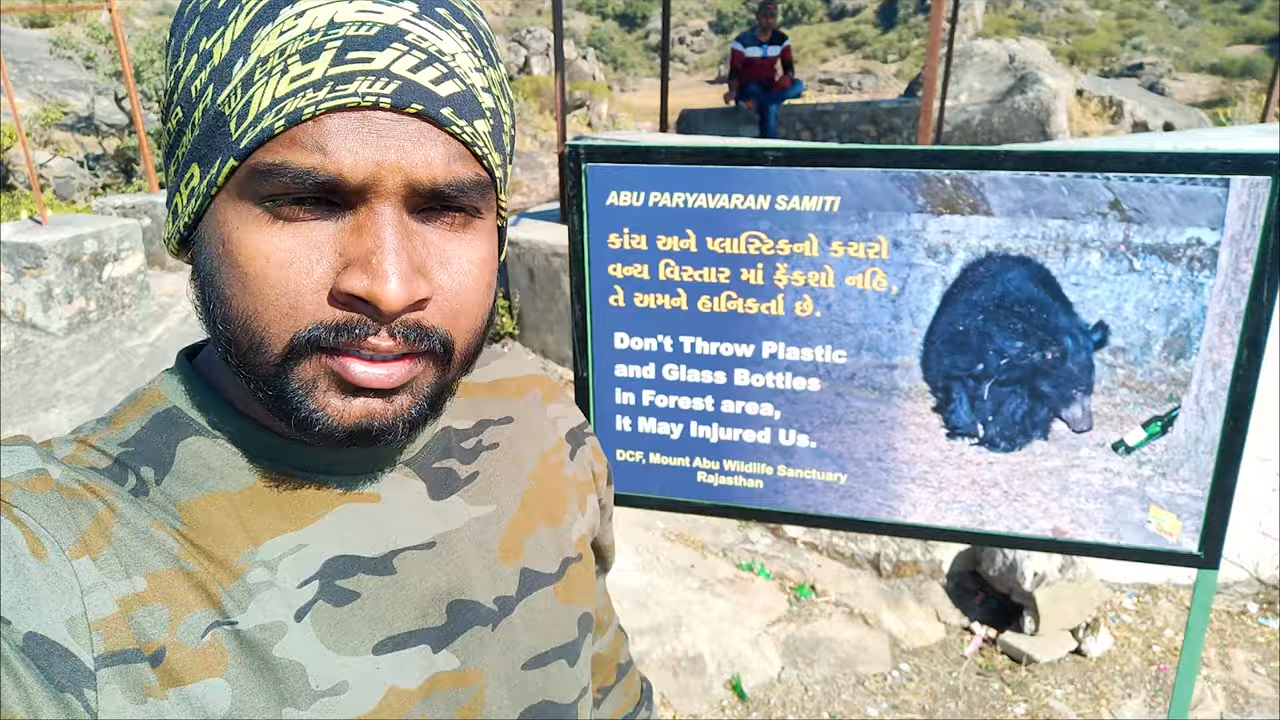 MERIDA
ABU PARYAVARAN SAMITI
કાંચ અને પ્લાસ્ટિકનો કચરો
વન્ય વિસ્તાર માં ફેંકશો નહિ,
તે અમને હાનિકર્તા છે.
Don't Throw Plastic
and Glass Bottles
in Forest area,
it May Injured Us.
DCF, Mount Abu Wildlife Sanctuary
Rajasthan